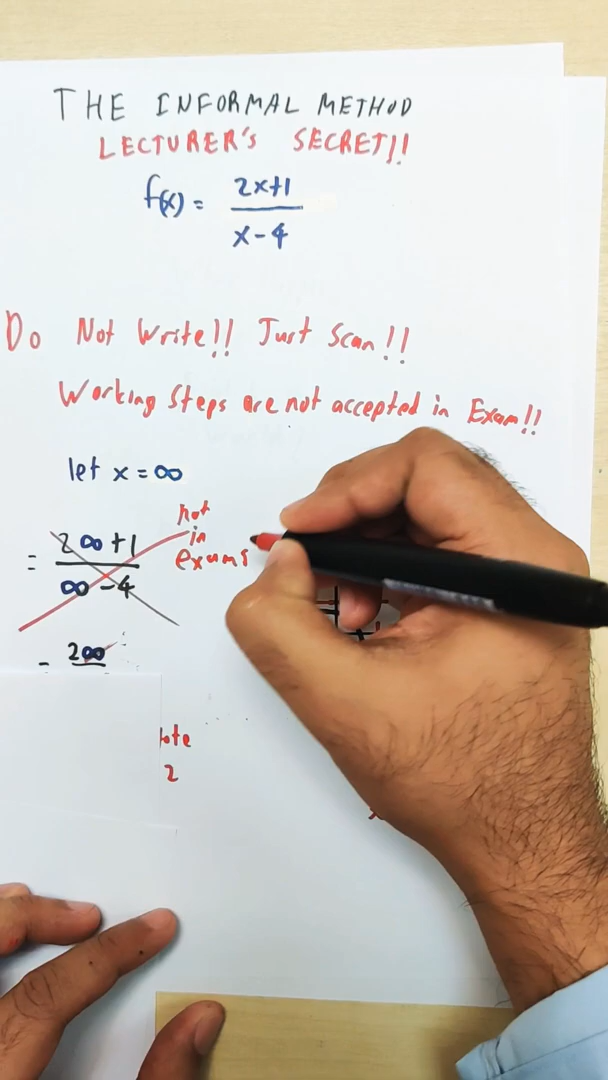 THE INFORMAL METHOD
LECTURER'S SECRET!!
f(x) = 2x+1
x-4
Do Not Write!! Just Scan!!
Working Steps are not accepted in Exam!!
let x = ∞
= 2∞+1
∞-4
not
in
exams
= 2∞
2